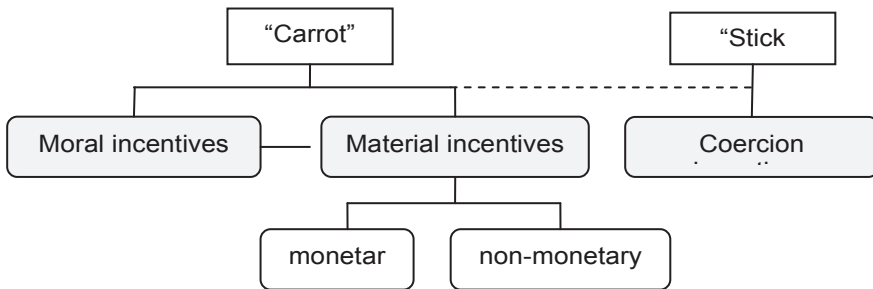 “Carrot”
“Stick
Moral incentives
Material incentives
Coercion
monetar
non-monetary